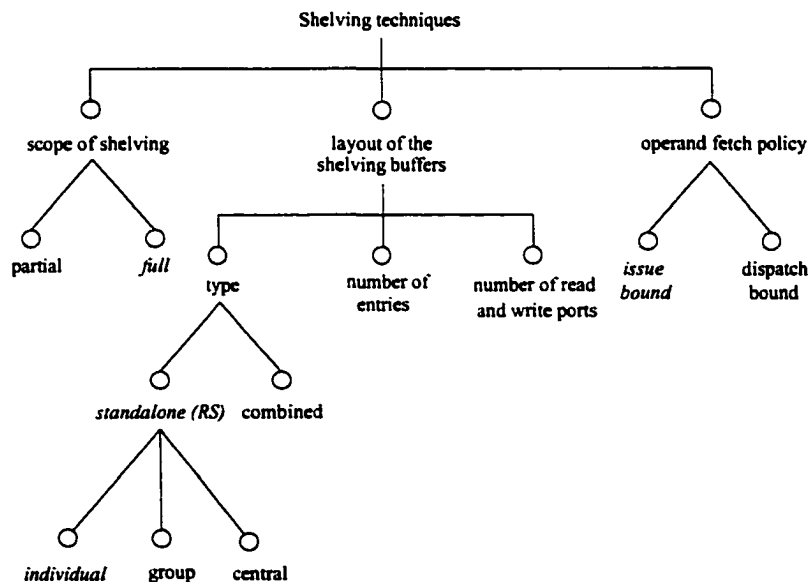 Shelving techniques
scope of shelving
layout of the
shelving buffers
operand fetch policy
partial
full
type
number of
entries
number of read
and write ports
issue
bound
dispatch
bound
standalone (RS)
combined
individual
group
central